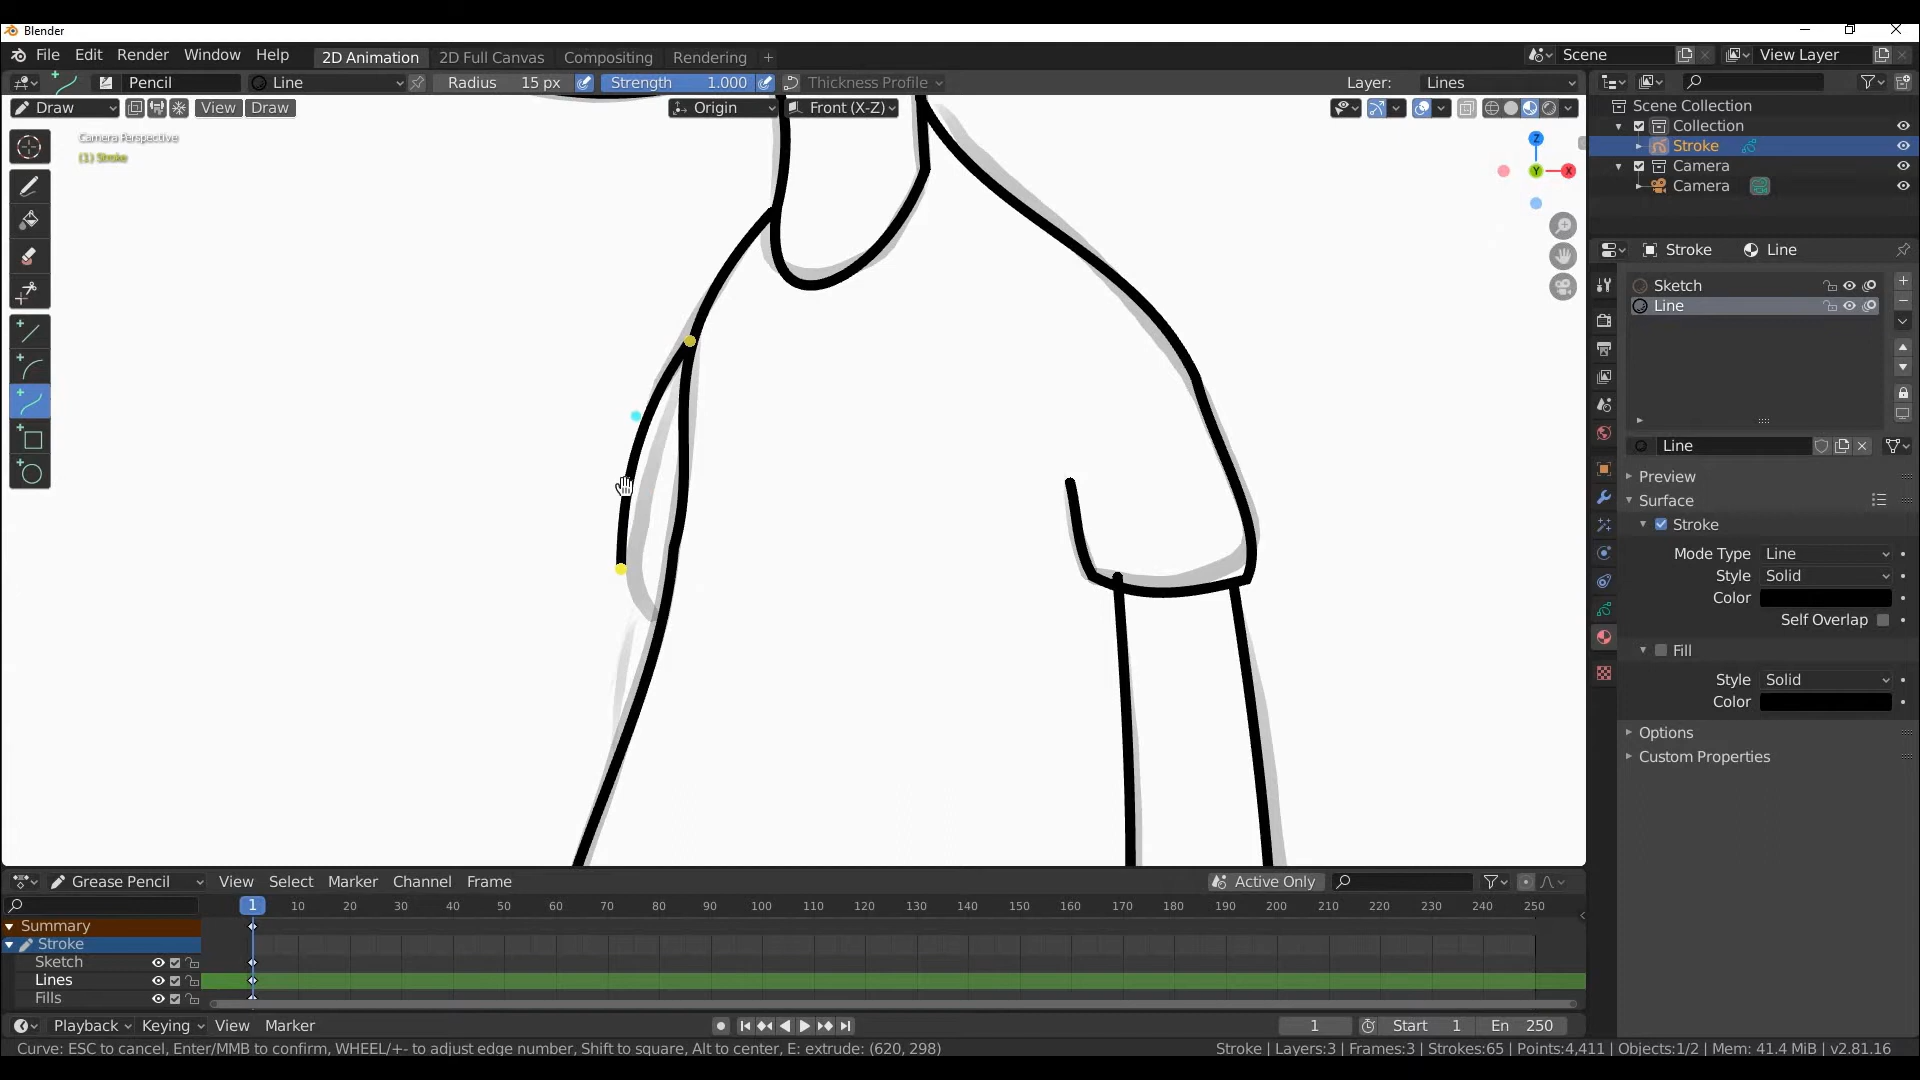 Blender
File Edit Render Window Help 2D Animation 2D Full Canvas Compositing Rendering + Scene View Layer
Pencil Line Radius 15 px Strength 1.000 Thickness Profile Layer: Lines
Draw View Draw Origin Front (X-Z)
Scene Collection
Camera Perspective
(1) Stroke
Collection
Stroke
Camera
Camera
Z
Y X
Stroke Line
Sketch
Line
Line
Preview
Surface
Stroke
Mode Type Line
Style Solid
Color
Self Overlap
Fill
Style Solid
Color
Options
Custom Properties
Grease Pencil View Select Marker Channel Frame Active Only
1 10 20 30 40 50 60 70 80 90 100 110 120 130 140 150 160 170 180 190 200 210 220 230 240 250
Summary
Stroke
Sketch
Lines
Fills
Playback Keying View Marker 1 Start 1 En 250
Curve: ESC to cancel, Enter/MMB to confirm, WHEEL/+- to adjust edge number, Shift to square, Alt to center, E: extrude: (620, 298) Stroke | Layers:3 | Frames:3 | Strokes:65 | Points:4,411 | Objects:1/2 | Mem: 41.4 MiB | v2.81.16